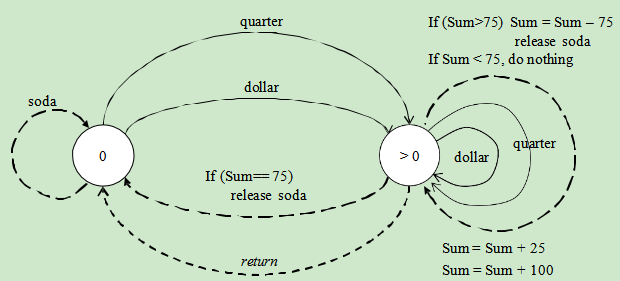 quarter
If (Sum>75) Sum = Sum – 75
release soda
If Sum < 75, do nothing
dollar
soda
0
> 0
dollar
quarter
If (Sum== 75)
release soda
return
Sum = Sum + 25
Sum = Sum + 100